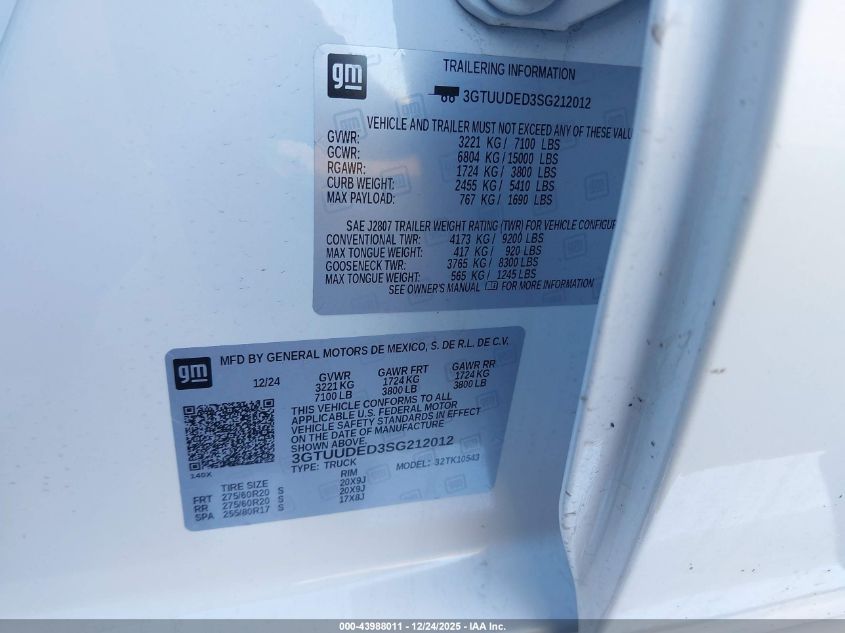 gm
TRAILERING INFORMATION
3GTUUDED3SG212012
VEHICLE AND TRAILER MUST NOT EXCEED ANY OF THESE VALU
GVWR: 3221 KG / 7100 LBS
GCWR: 6804 KG / 15000 LBS
RGAWR: 1724 KG / 3800 LBS
CURB WEIGHT: 2455 KG / 5410 LBS
MAX PAYLOAD: 767 KG / 1690 LBS
SAE J2807 TRAILER WEIGHT RATING (TWR) FOR VEHICLE CONFIGUR
CONVENTIONAL TWR: 4173 KG / 9200 LBS
MAX TONGUE WEIGHT: 417 KG / 920 LBS
GOOSENECK TWR: 3765 KG / 8300 LBS
MAX TONGUE WEIGHT: 565 KG / 1245 LBS
SEE OWNER'S MANUAL FOR MORE INFORMATION
gm
MFD BY GENERAL MOTORS DE MEXICO, S. DE R.L. DE C.V.
12/24 GVWR GAWR FRT GAWR RR
3221 KG 1724 KG 1724 KG
7100 LB 3800 LB 3800 LB
THIS VEHICLE CONFORMS TO ALL
APPLICABLE U.S. FEDERAL MOTOR
VEHICLE SAFETY STANDARDS IN EFFECT
ON THE DATE OF MANUFACTURE
SHOWN ABOVE.
3GTUUDED3SG212012
140X TYPE: TRUCK MODEL: 32TK10543
TIRE SIZE RIM
FRT 275/60R20 S 20X9J
RR 275/60R20 S 20X9J
SPA 255/80R17 S 17X8J
000-43988011 - 12/24/2025 - IAA Inc.